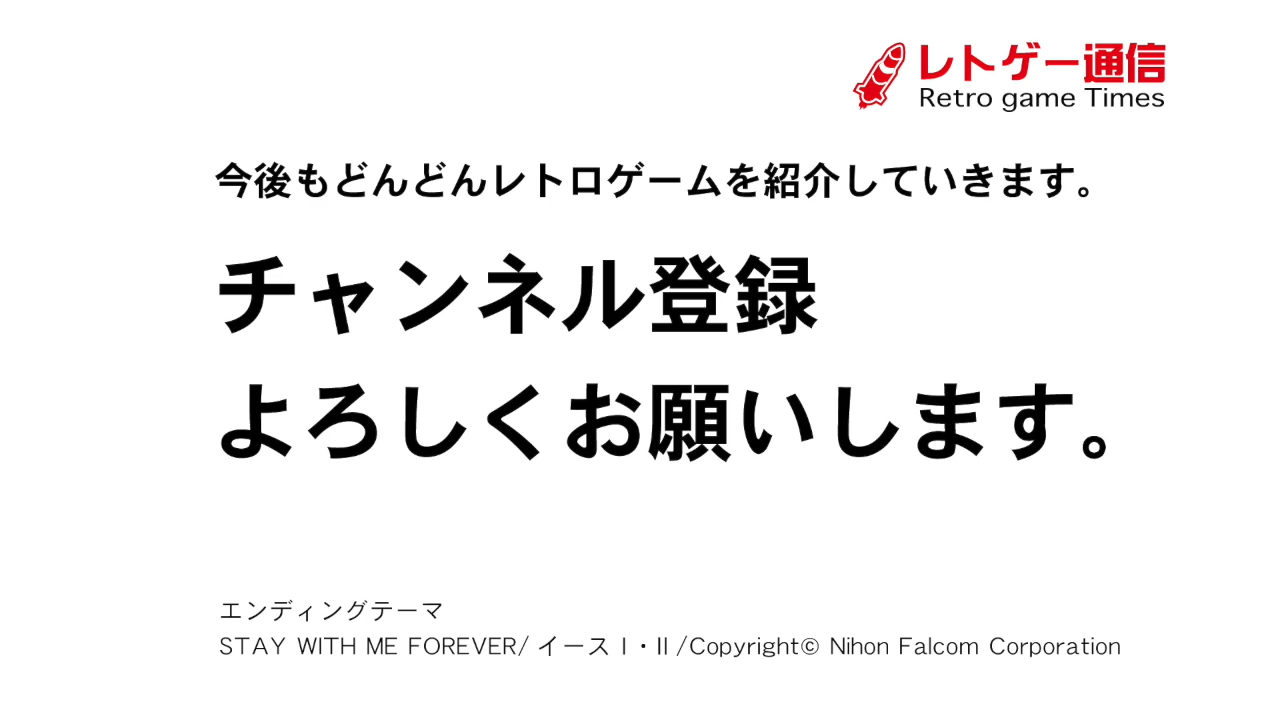 レトゲー通信
Retro game Times
今後もどんどんレトロゲームを紹介していきます。
チャンネル登録
よろしくお願いします。
エンディングテーマ
STAY WITH ME FOREVER/イースⅠ・Ⅱ/Copyright© Nihon Falcom Corporation